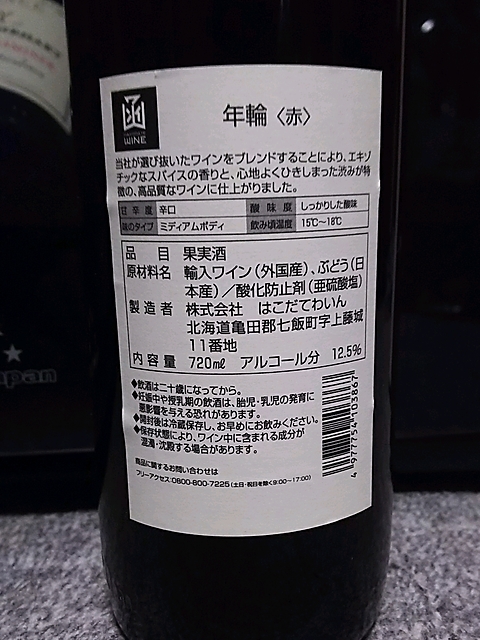 函
WINE
年輪〈赤〉
当社が選び抜いたワインをブレンドすることにより、エキゾ
チックなスパイスの香りと、心地よくひきしまった渋みが特
徴の、高品質なワインに仕上がりました。
甘辛度 辛口 酸味度 しっかりした酸味
味のタイプ ミディアムボディ 飲み頃温度 15℃～18℃
品目 果実酒
原材料名 輸入ワイン(外国産)、ぶどう(日
本産)/酸化防止剤(亜硫酸塩)
製造者 株式会社 はこだてわいん
北海道亀田郡七飯町字上藤城
11番地
内容量 720㎖ アルコール分 12.5%
◆飲酒は二十歳になってから。
◆妊娠中や授乳期の飲酒は、胎児・乳児の発育に
悪影響を与える恐れがあります。
◆開封後は冷蔵保存し、お早めにお飲みください。
◆保存状態により、ワイン中に含まれる成分が
混濁・沈殿する場合があります。
商品に関するお問い合わせは
フリーアクセス:0800-800-7225(土日・祝日を除く9:00～17:00)
4977754103867
pan